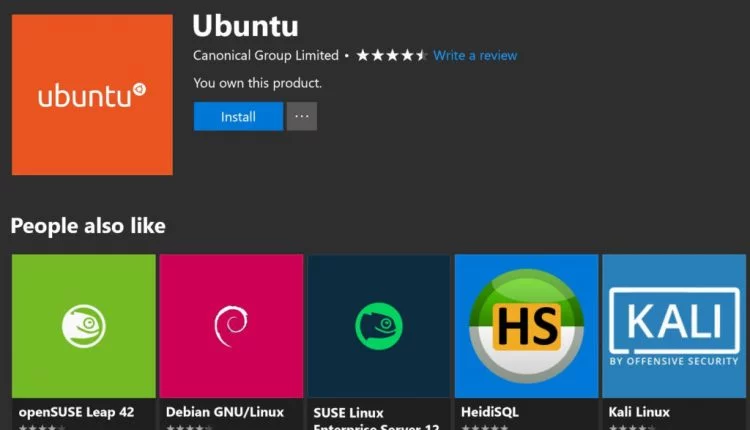 Ubuntu
Canonical Group Limited • Write a review
You own this product.
ubuntu
Install
...
People also like
HS
KALI
BY OFFENSIVE SECURITY
openSUSE Leap 42
Debian GNU/Linux
SUSE Linux
Enterprise Server 12
HeidiSQL
Kali Linux